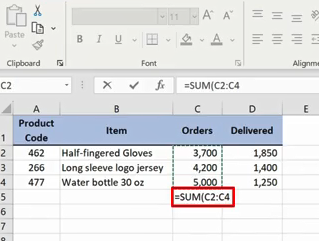 Paste
11
A
A
B
I
U
A
Clipboard
Font
Alignme
C2
fx
=SUM(C2:C4
A
B
C
D
E
1
Product Code
Item
Orders
Delivered
2
462
Half-fingered Gloves
3,700
1,850
3
266
Long sleeve logo jersey
4,200
1,400
4
477
Water bottle 30 oz
5,000
1,250
5
=SUM(C2:C4
6